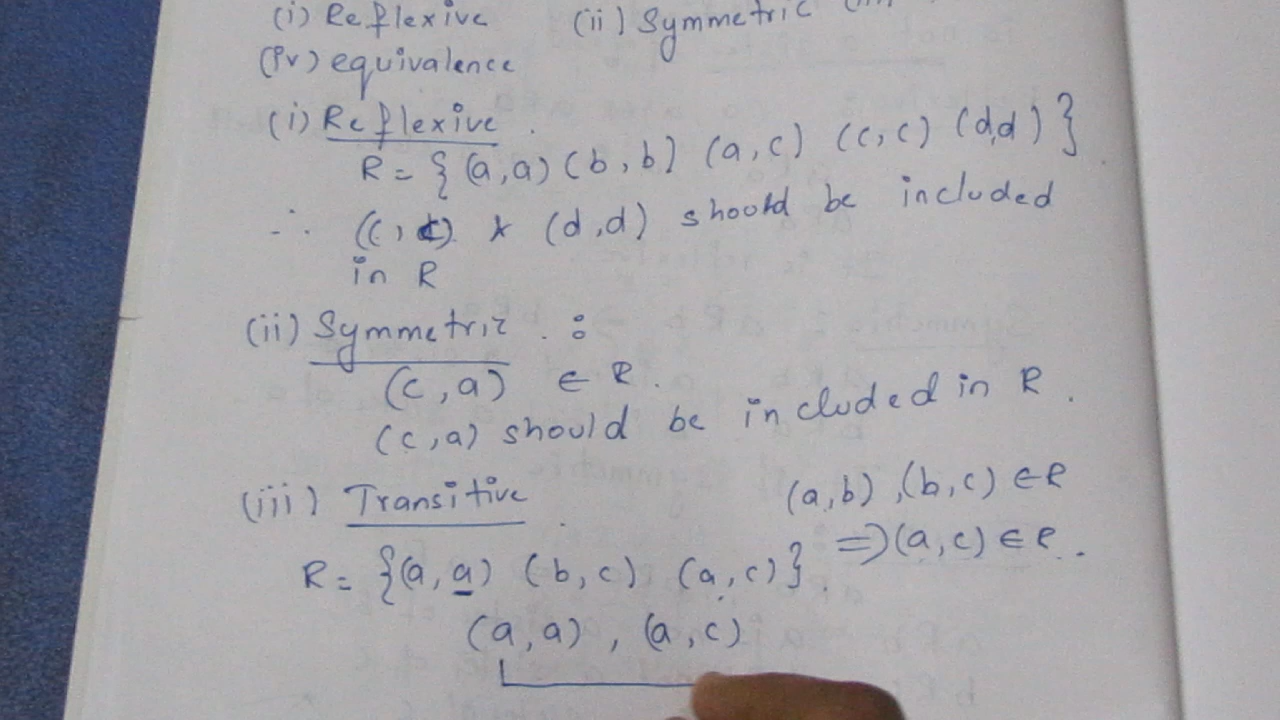 (i) Reflexive (ii) Symmetric
(iv) equivalence
(i) Reflexive .
R = { (a,a) (b,b) (a,c) (c,c) (d,d) }
∴ (c,c) & (d,d) should be included
in R
(ii) Symmetric . :
(c,a) ∈ R .
(c,a) should be included in R .
(iii) Transitive . (a,b) ,(b,c) ∈ R
⇒ (a,c) ∈ R .
R = {(a,a) (b,c) (a,c)} .
(a,a) , (a,c)